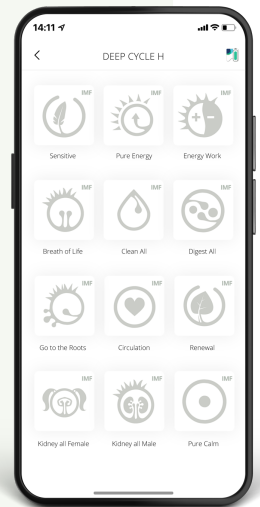 14:11
DEEP CYCLE H
IMF IMF IMF
Sensitive Pure Energy Energy Work
IMF IMF IMF
Breath of Life Clean All Digest All
IMF IMF IMF
Go to the Roots Circulation Renewal
IMF IMF IMF
Kidney all Female Kidney all Male Pure Calm